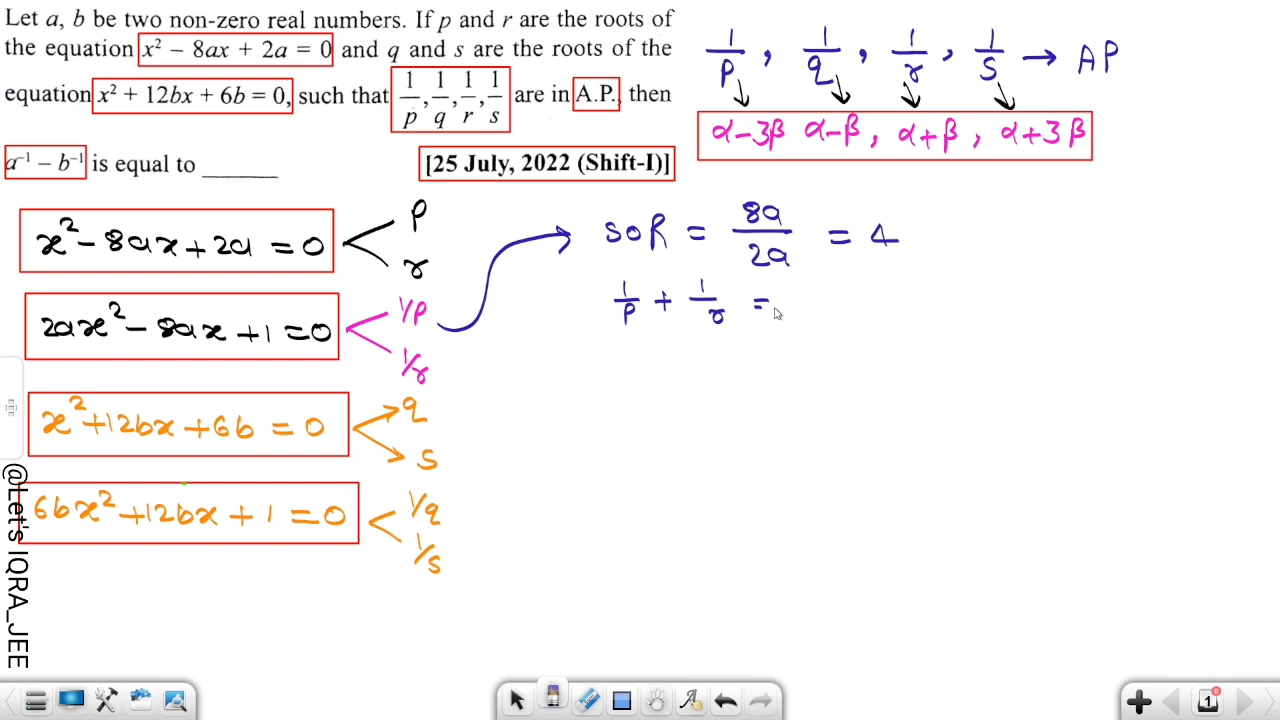 Let a, b be two non-zero real numbers. If p and r are the roots of
the equation x² − 8ax + 2a = 0 and q and s are the roots of the
equation x² + 12bx + 6b = 0, such that 1/p, 1/q, 1/r, 1/s are in A.P., then
a⁻¹ − b⁻¹ is equal to ______
[25 July, 2022 (Shift-I)]
1/p, 1/q, 1/r, 1/s → AP
α−3β α−β, α+β, α+3β
x² − 8ax + 2a = 0
p
r
2ax² − 8ax + 1 = 0
1/p
1/r
x² + 12bx + 6b = 0
q
s
6bx² + 12bx + 1 = 0
1/q
1/s
SOR = 8a/2a = 4
1/p + 1/r =
@Let's IQRA_JEE
1